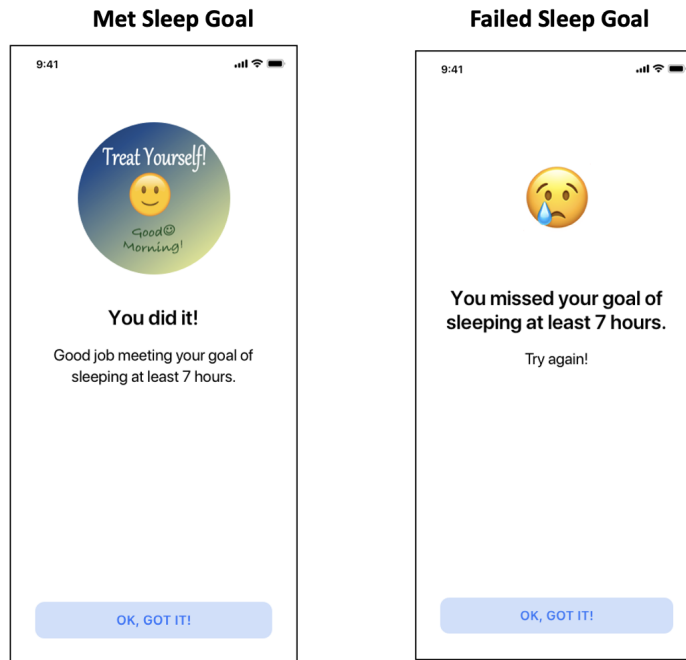 Met Sleep Goal
9:41
Treat Yourself!
Good☺
Morning!
You did it!
Good job meeting your goal of
sleeping at least 7 hours.
OK, GOT IT!
Failed Sleep Goal
9:41
You missed your goal of
sleeping at least 7 hours.
Try again!
OK, GOT IT!